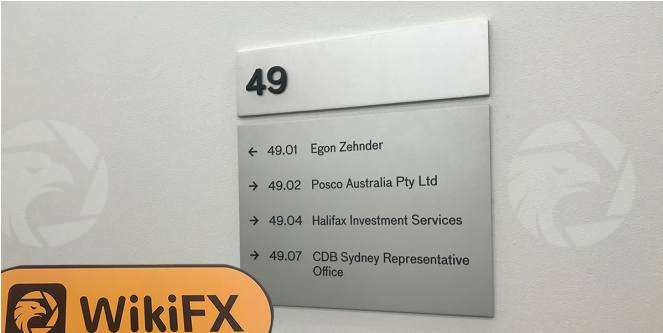 49
← 49.01 Egon Zehnder
→ 49.02 Posco Australia Pty Ltd
→ 49.04 Halifax Investment Services
→ 49.07 CDB Sydney Representative
Office
WikiFX